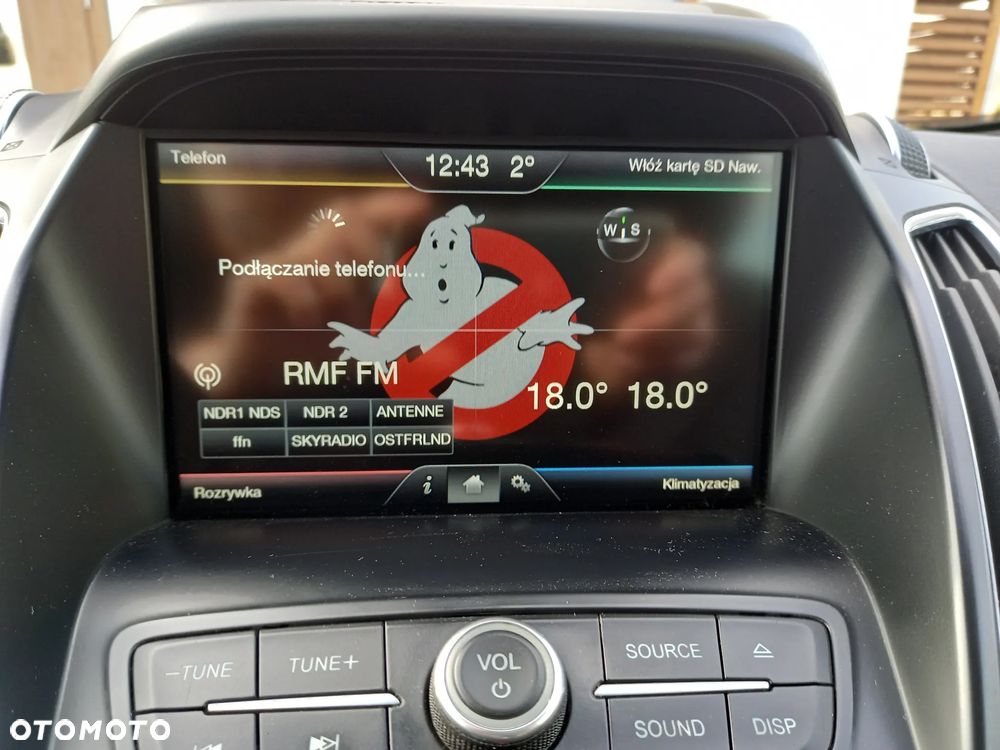 Telefon
12:43 2°
Włóż kartę SD Naw.
W S
Podłączanie telefonu...
RMF FM
18.0° 18.0°
NDR1 NDS NDR 2 ANTENNE
ffn SKYRADIO OSTFRLND
Rozrywka
i
Klimatyzacja
-TUNE TUNE+
VOL
SOURCE
SOUND DISP
OTOMOTO